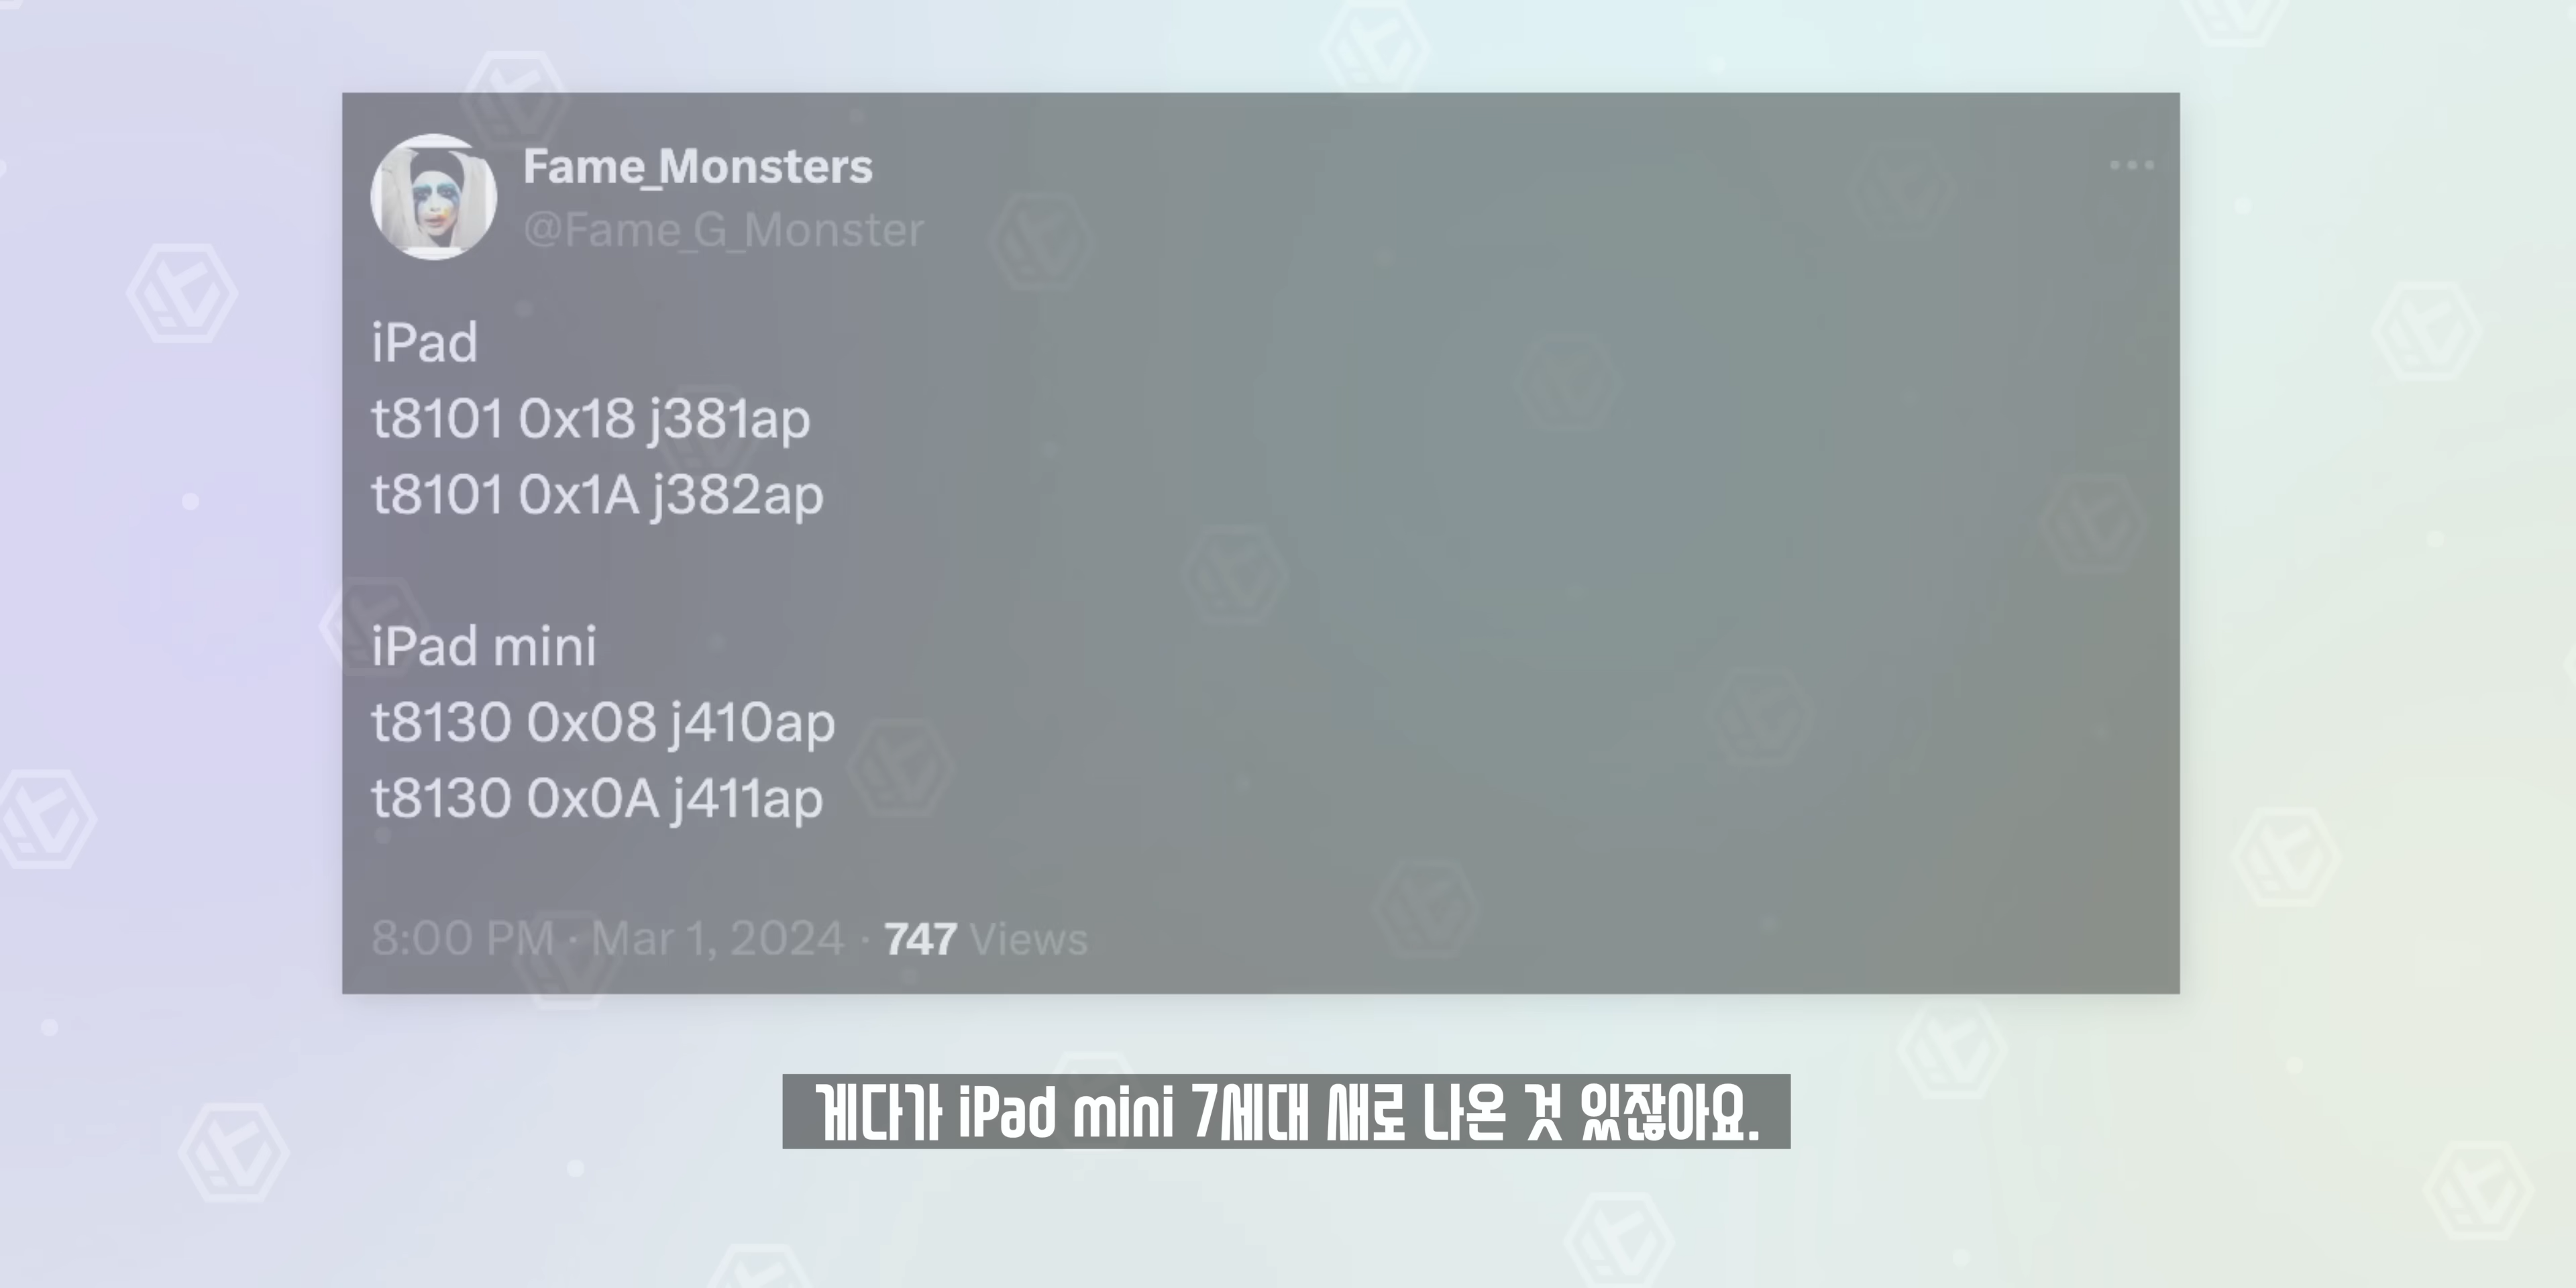 Fame_Monsters
@Fame_G_Monster
iPad
t8101 0x18 j381ap
t8101 0x1A j382ap
iPad mini
t8130 0x08 j410ap
t8130 0x0A j411ap
8:00 PM · Mar 1, 2024 · 747 Views
게다가 iPad mini 7세대 새로 나온 것 있잖아요.